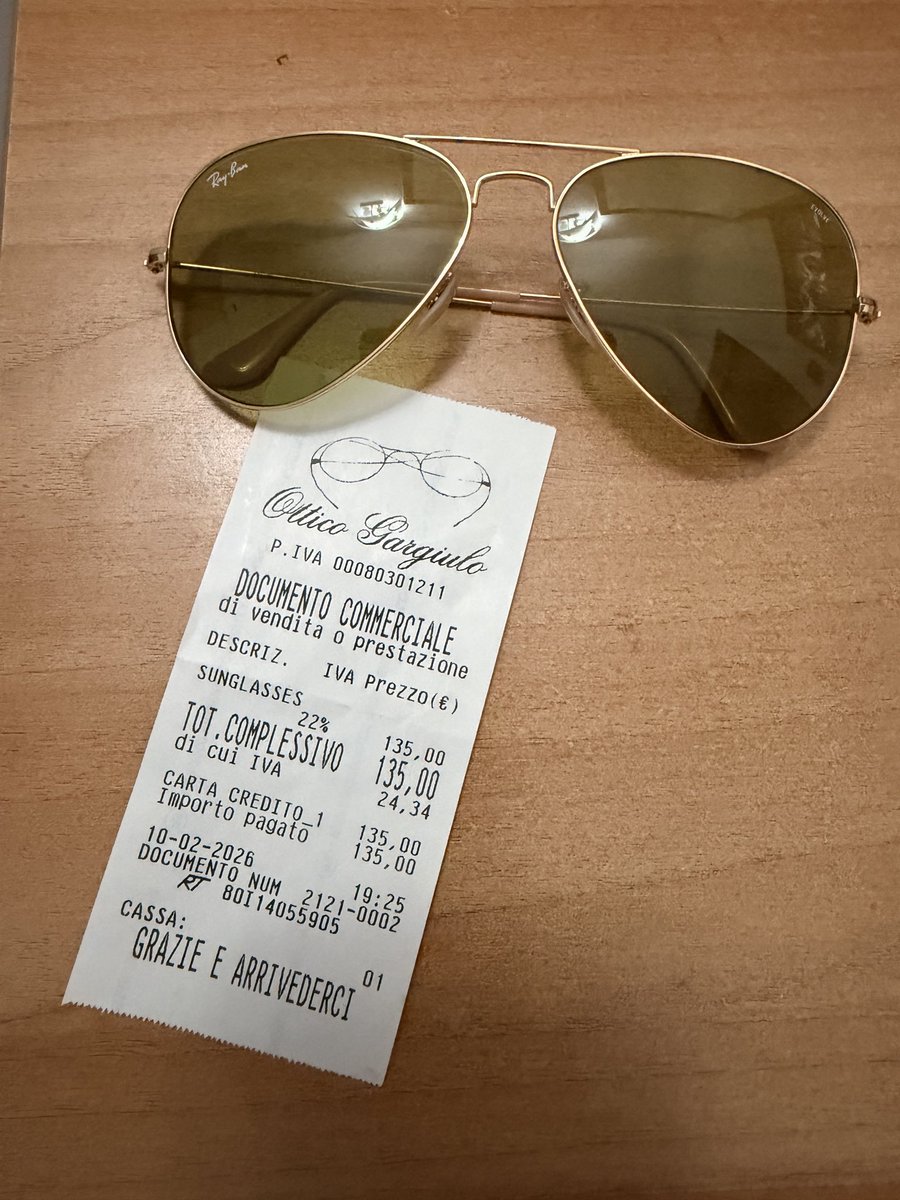 Ray-Ban
EVOLVE
Ottico Gargiulo
P.IVA 00080301211
DOCUMENTO COMMERCIALE
di vendita o prestazione
DESCRIZ. IVA Prezzo(€)
SUNGLASSES
22% 135,00
TOT.COMPLESSIVO 135,00
di cui IVA 24,34
CARTA CREDITO_1 135,00
Importo pagato 135,00
10-02-2026 19:25
DOCUMENTO NUM 2121-0002
RT 80I14055905
CASSA: 01
GRAZIE E ARRIVEDERCI